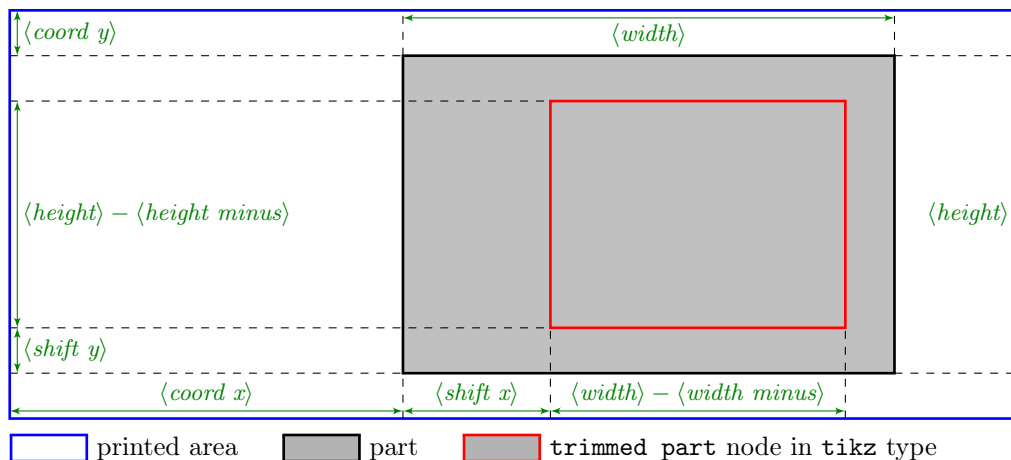 ⟨coord y⟩
⟨width⟩
⟨height⟩ − ⟨height minus⟩
⟨height⟩
⟨shift y⟩
⟨coord x⟩
⟨shift x⟩
⟨width⟩ − ⟨width minus⟩
printed area
part
trimmed part node in tikz type